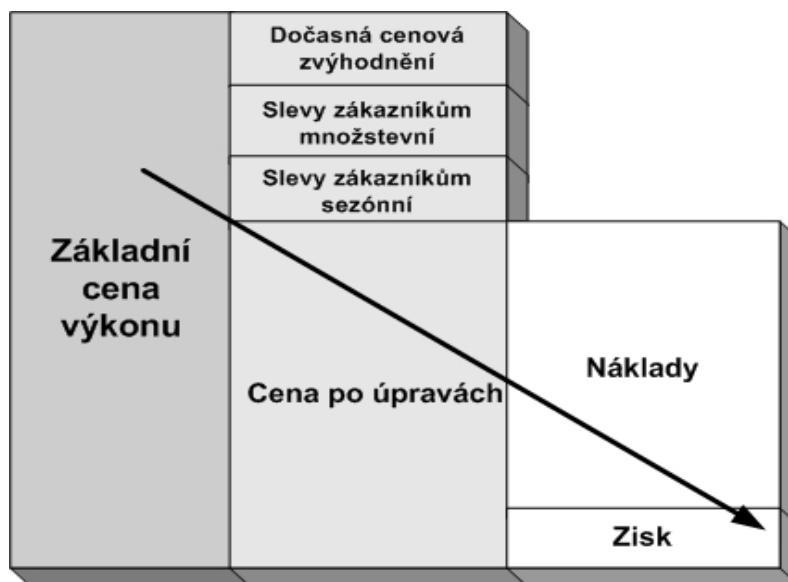 Dočasná cenová
zvýhodnění
Slevy zákazníkům
množstevní
Slevy zákazníkům
sezónní
Základní
cena
výkonu
Cena po úpravách
Náklady
Zisk